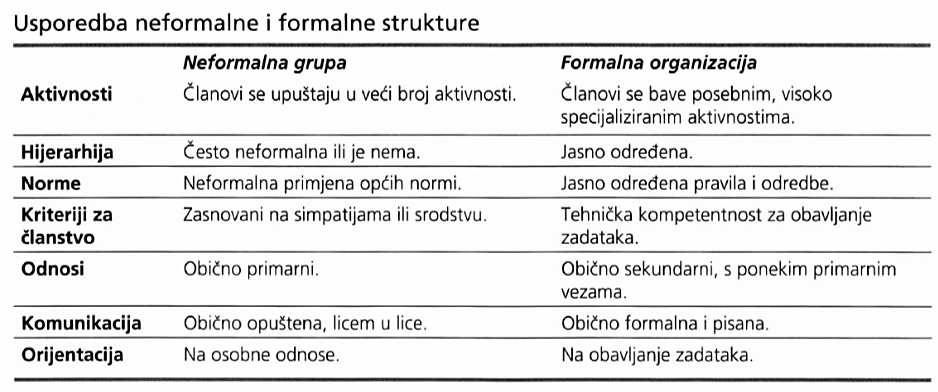 Usporedba neformalne i formalne strukture
Neformalna grupa Formalna organizacija
Aktivnosti Članovi se upuštaju u veći broj aktivnosti. Članovi se bave posebnim, visoko
specijaliziranim aktivnostima.
Hijerarhija Često neformalna ili je nema. Jasno određena.
Norme Neformalna primjena općih normi. Jasno određena pravila i odredbe.
Kriteriji za Zasnovani na simpatijama ili srodstvu. Tehnička kompetentnost za obavljanje
članstvo zadataka.
Odnosi Obično primarni. Obično sekundarni, s ponekim primarnim
vezama.
Komunikacija Obično opuštena, licem u lice. Obično formalna i pisana.
Orijentacija Na osobne odnose. Na obavljanje zadataka.